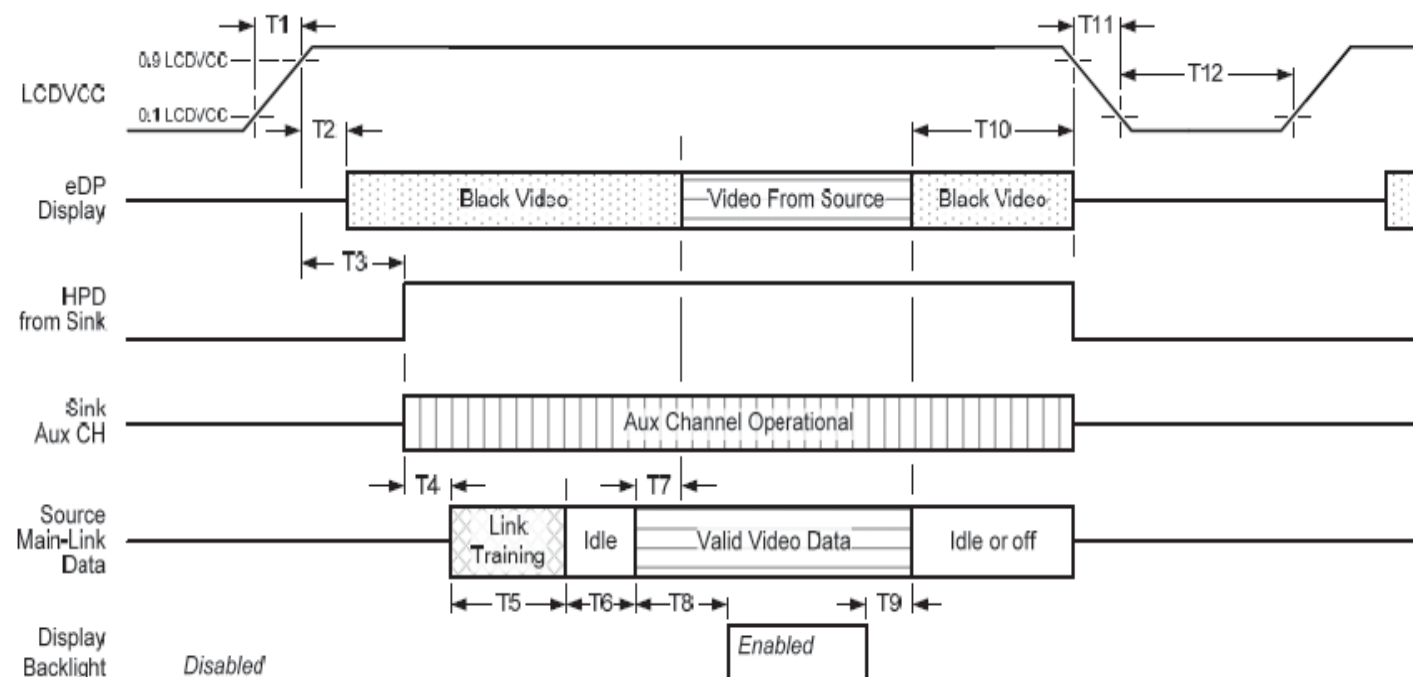 T1
T11
0.9 LCDVCC
T12
LCDVCC
0.1 LCDVCC
T2
T10
eDP
Display
Black Video
Video From Source
Black Video
T3
HPD
from Sink
Sink
Aux CH
Aux Channel Operational
T4
T7
Source
Main-Link
Data
Link
Training
Idle
Valid Video Data
Idle or off
T5
T6
T8
T9
Display
Backlight
Disabled
Enabled